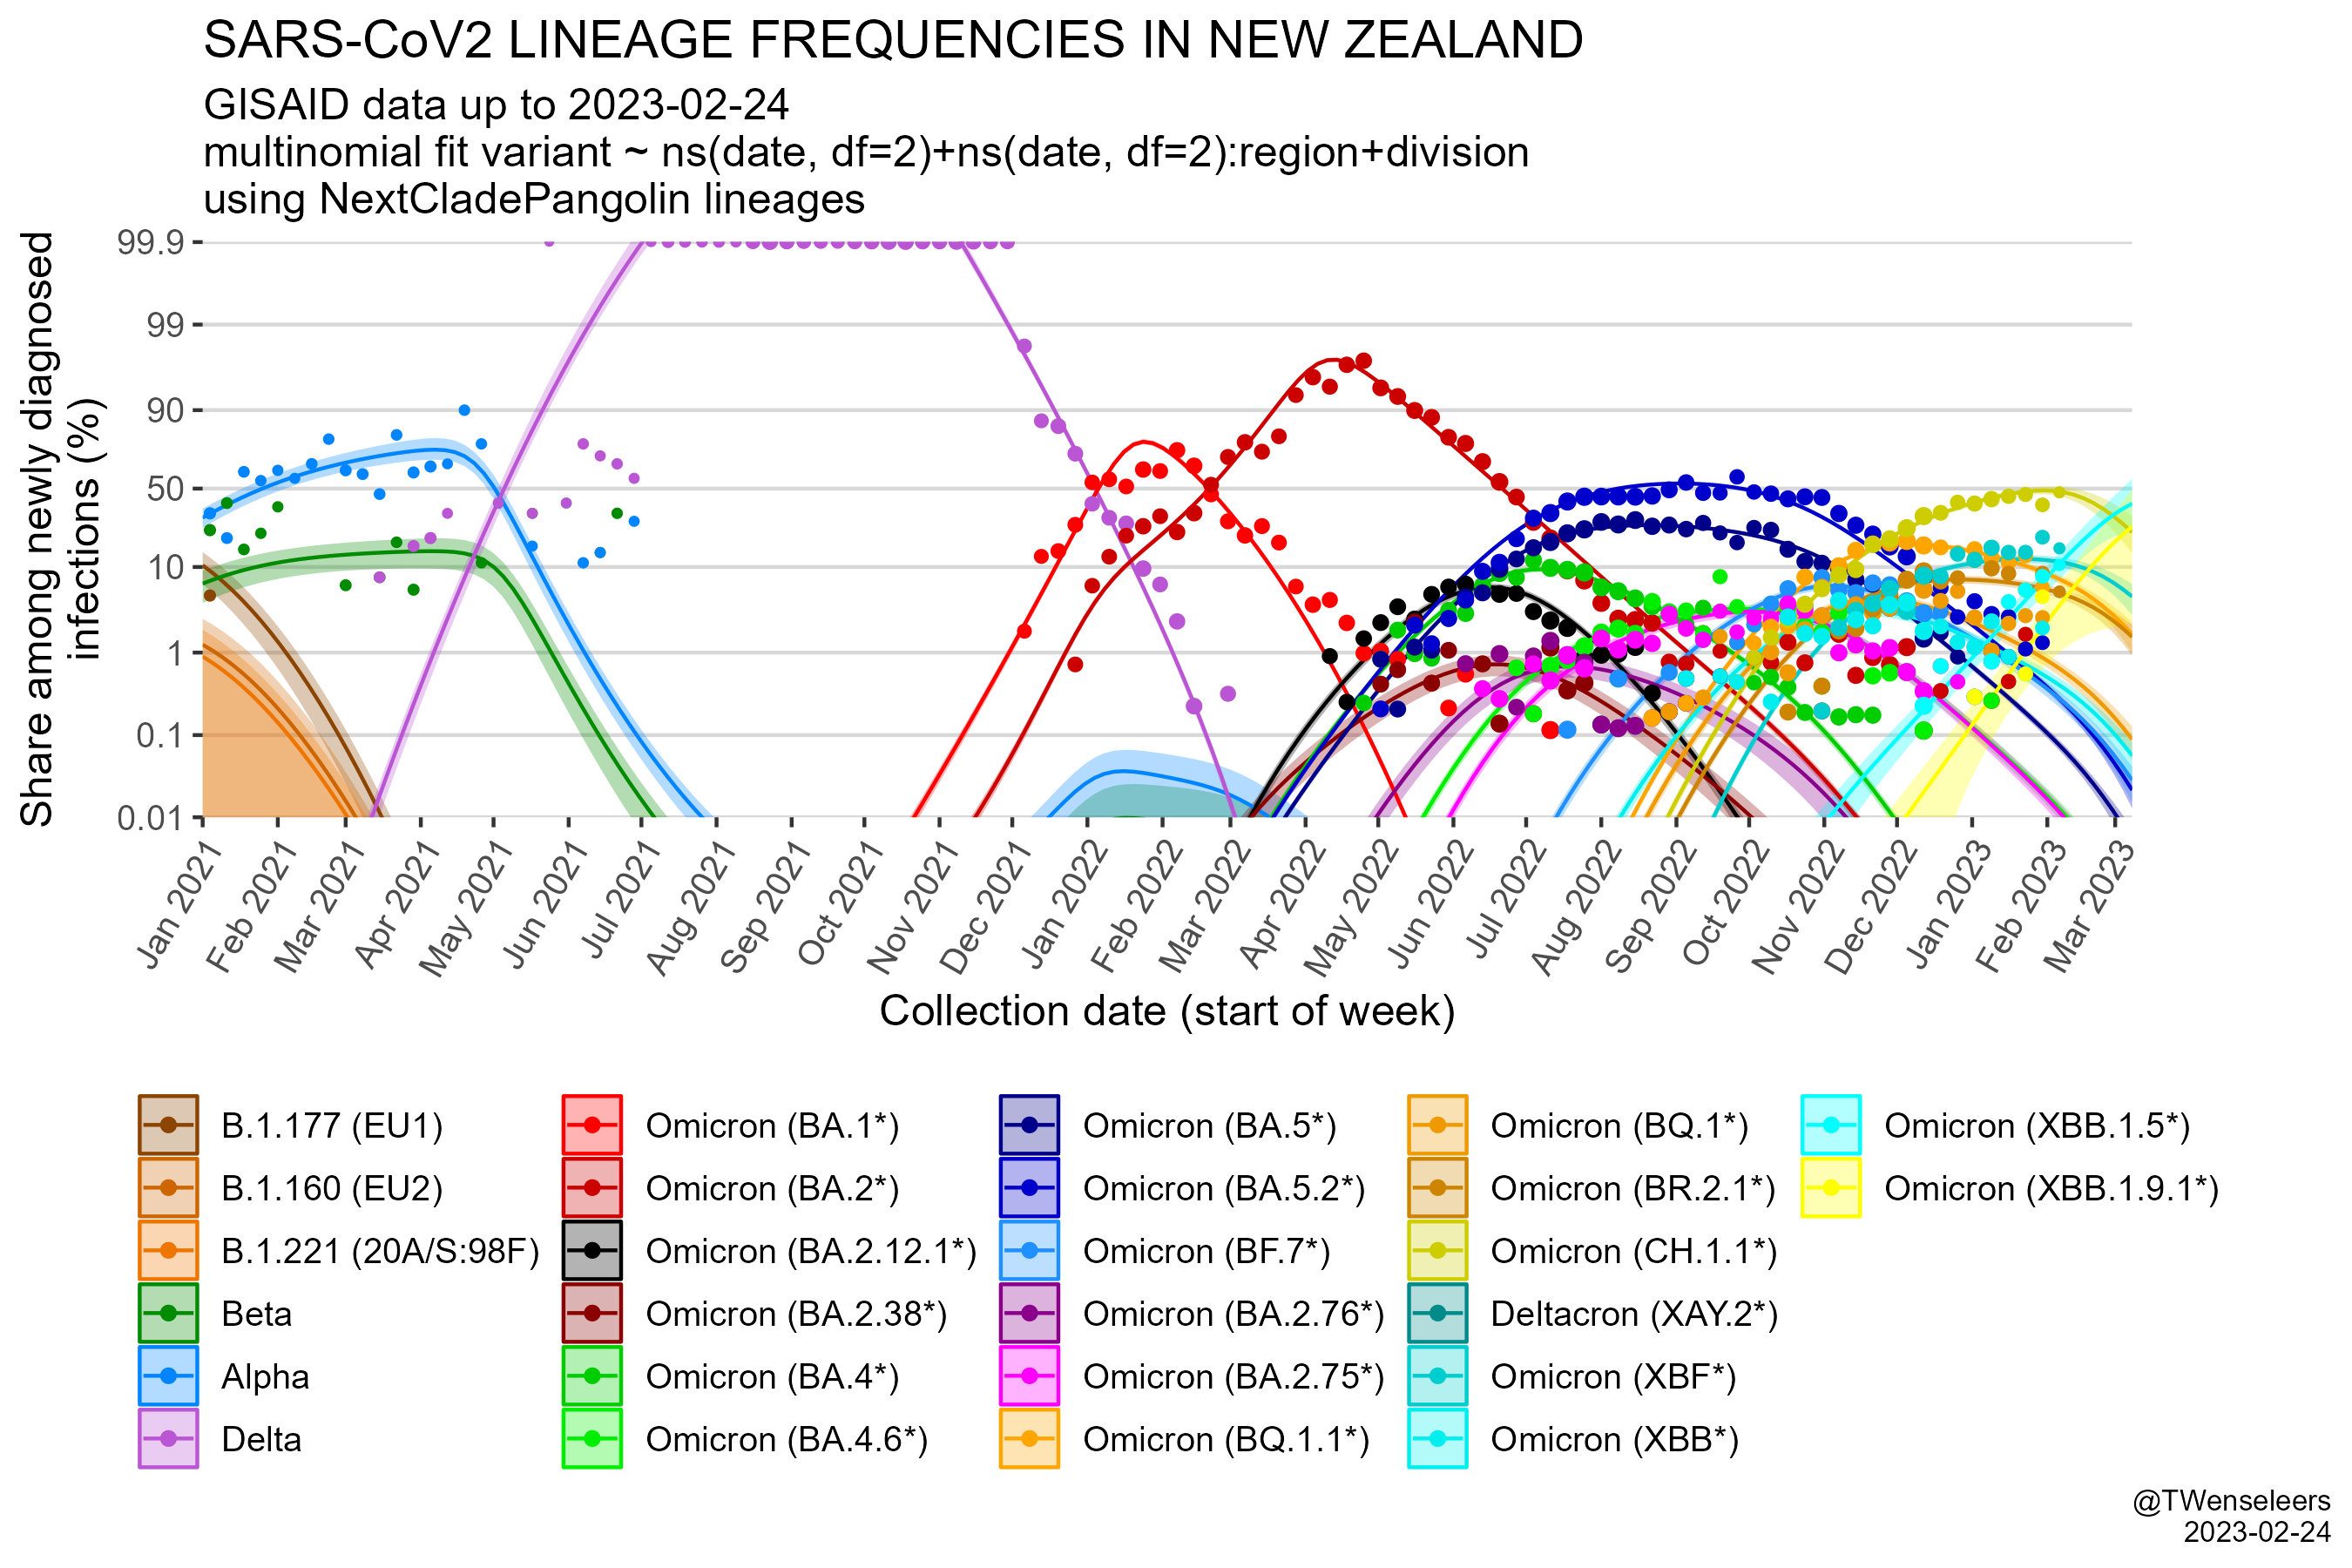 SARS-CoV2 LINEAGE FREQUENCIES IN NEW ZEALAND
GISAID data up to 2023-02-24
multinomial fit variant ~ ns(date, df=2)+ns(date, df=2):region+division
using NextCladePangolin lineages
Share among newly diagnosed
infections (%)
99.9
99
90
50
10
1
0.1
0.01
Jan 2021
Feb 2021
Mar 2021
Apr 2021
May 2021
Jun 2021
Jul 2021
Aug 2021
Sep 2021
Oct 2021
Nov 2021
Dec 2021
Jan 2022
Feb 2022
Mar 2022
Apr 2022
May 2022
Jun 2022
Jul 2022
Aug 2022
Sep 2022
Oct 2022
Nov 2022
Dec 2022
Jan 2023
Feb 2023
Mar 2023
Collection date (start of week)
B.1.177 (EU1)
B.1.160 (EU2)
B.1.221 (20A/S:98F)
Beta
Alpha
Delta
Omicron (BA.1*)
Omicron (BA.2*)
Omicron (BA.2.12.1*)
Omicron (BA.2.38*)
Omicron (BA.4*)
Omicron (BA.4.6*)
Omicron (BA.5*)
Omicron (BA.5.2*)
Omicron (BF.7*)
Omicron (BA.2.76*)
Omicron (BA.2.75*)
Omicron (BQ.1.1*)
Omicron (BQ.1*)
Omicron (BR.2.1*)
Omicron (CH.1.1*)
Deltacron (XAY.2*)
Omicron (XBF*)
Omicron (XBB*)
Omicron (XBB.1.5*)
Omicron (XBB.1.9.1*)
@TWenseleers
2023-02-24